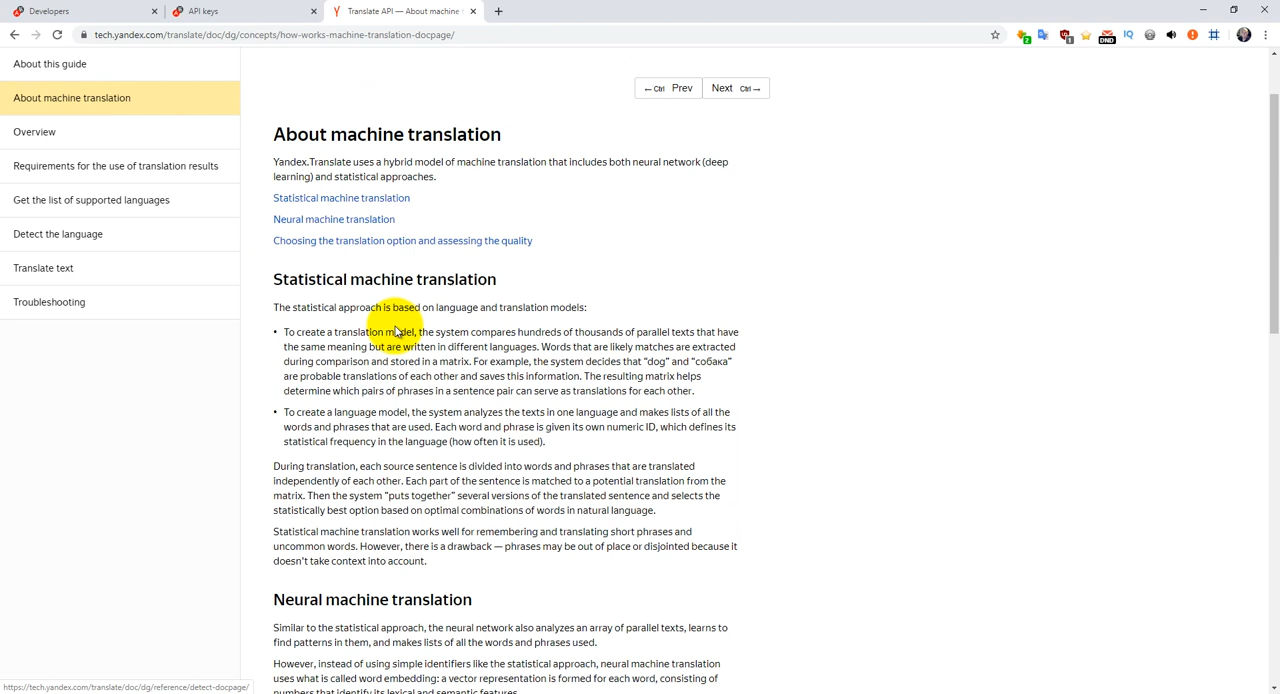 Developers
API keys
Translate API — About machine
tech.yandex.com/translate/doc/dg/concepts/how-works-machine-translation-docpage/
2
1
DND
IQ
About this guide
About machine translation
Overview
Requirements for the use of translation results
Get the list of supported languages
Detect the language
Translate text
Troubleshooting
← Ctrl Prev
Next Ctrl →
About machine translation
Yandex.Translate uses a hybrid model of machine translation that includes both neural network (deep
learning) and statistical approaches.
Statistical machine translation
Neural machine translation
Choosing the translation option and assessing the quality
Statistical machine translation
The statistical approach is based on language and translation models:
• To create a translation model, the system compares hundreds of thousands of parallel texts that have
the same meaning but are written in different languages. Words that are likely matches are extracted
during comparison and stored in a matrix. For example, the system decides that “dog” and “собака”
are probable translations of each other and saves this information. The resulting matrix helps
determine which pairs of phrases in a sentence pair can serve as translations for each other.
• To create a language model, the system analyzes the texts in one language and makes lists of all the
words and phrases that are used. Each word and phrase is given its own numeric ID, which defines its
statistical frequency in the language (how often it is used).
During translation, each source sentence is divided into words and phrases that are translated
independently of each other. Each part of the sentence is matched to a potential translation from the
matrix. Then the system “puts together” several versions of the translated sentence and selects the
statistically best option based on optimal combinations of words in natural language.
Statistical machine translation works well for remembering and translating short phrases and
uncommon words. However, there is a drawback — phrases may be out of place or disjointed because it
doesn’t take context into account.
Neural machine translation
Similar to the statistical approach, the neural network also analyzes an array of parallel texts, learns to
find patterns in them, and makes lists of all the words and phrases used.
However, instead of using simple identifiers like the statistical approach, neural machine translation
uses what is called word embedding: a vector representation is formed for each word, consisting of
numbers that identify its lexical and semantic features.
https://tech.yandex.com/translate/doc/dg/reference/detect-docpage/